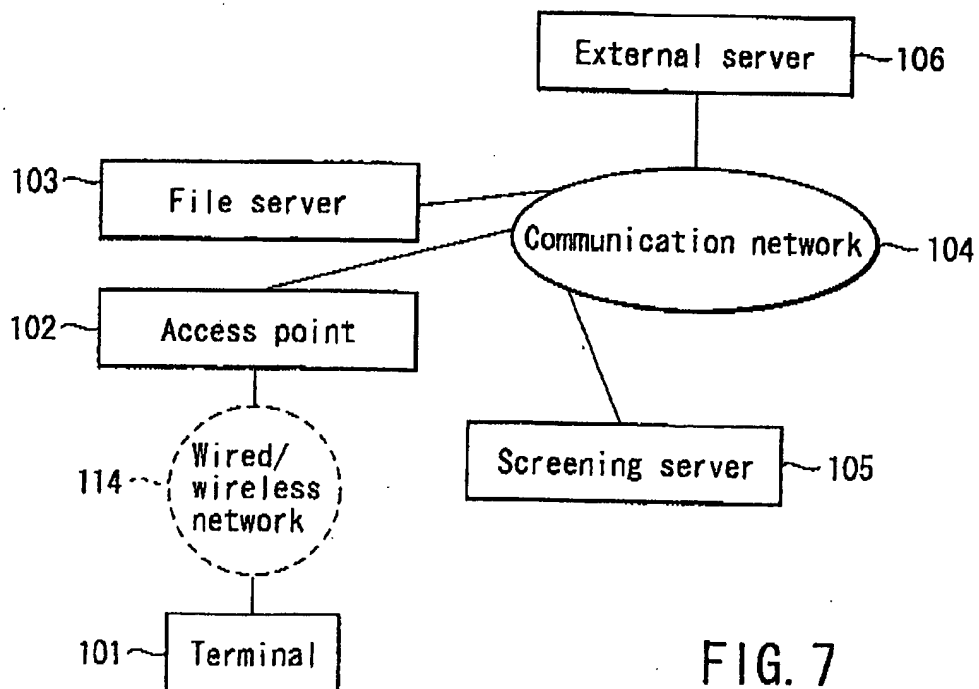 External server
106
103
File server
Communication network
104
102
Access point
Wired/
wireless
network
114
Screening server
105
101
Terminal
FIG. 7